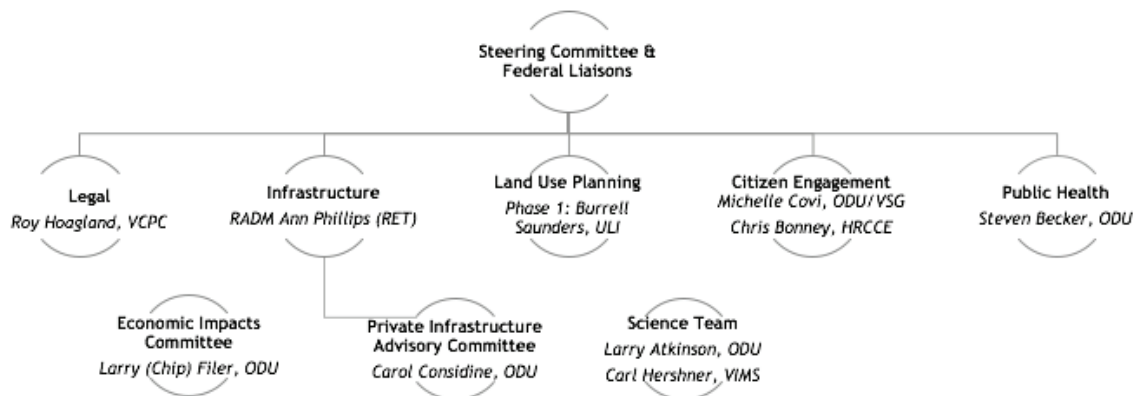 Steering Committee &
Federal Liaisons
Legal
Roy Hoagland, VCPC
Infrastructure
RADM Ann Phillips (RET)
Land Use Planning
Phase 1: Burrell
Saunders, ULI
Citizen Engagement
Michelle Covi, ODU/VSG
Chris Bonney, HRCCE
Public Health
Steven Becker, ODU
Economic Impacts
Committee
Larry (Chip) Filer, ODU
Private Infrastructure
Advisory Committee
Carol Considine, ODU
Science Team
Larry Atkinson, ODU
Carl Hershner, VIMS